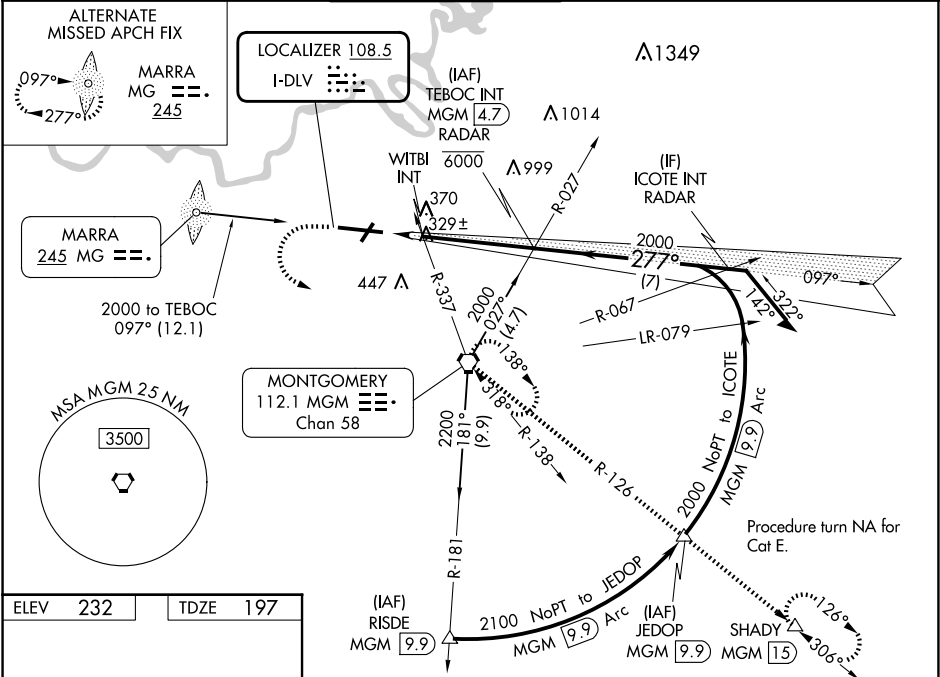 ALTERNATE
MISSED APCH FIX
097°
277°
MARRA
MG
245
LOCALIZER 108.5
I-DLV
1349
(IAF)
TEBOC INT
MGM 4.7
RADAR
6000
1014
999
WITBI
INT
370
329±
R-027
(IF)
ICOTE INT
RADAR
2000
277°
(7)
097°
322°
142°
MARRA
245 MG
2000 to TEBOC
097° (12.1)
447
R-337
2000
027°
(4.7)
R-067
LR-079
MONTGOMERY
112.1 MGM
Chan 58
138°
318°
R-138
R-126
2200
181°
(9.9)
R-181
MSA MGM 25 NM
3500
2000 NoPT to ICOTE
MGM 9.9 Arc
Procedure turn NA for
Cat E.
2100 NoPT to JEDOP
MGM 9.9 Arc
(IAF)
RISDE
MGM 9.9
(IAF)
JEDOP
MGM 9.9
SHADY
MGM 15
126°
306°
ELEV 232
TDZE 197